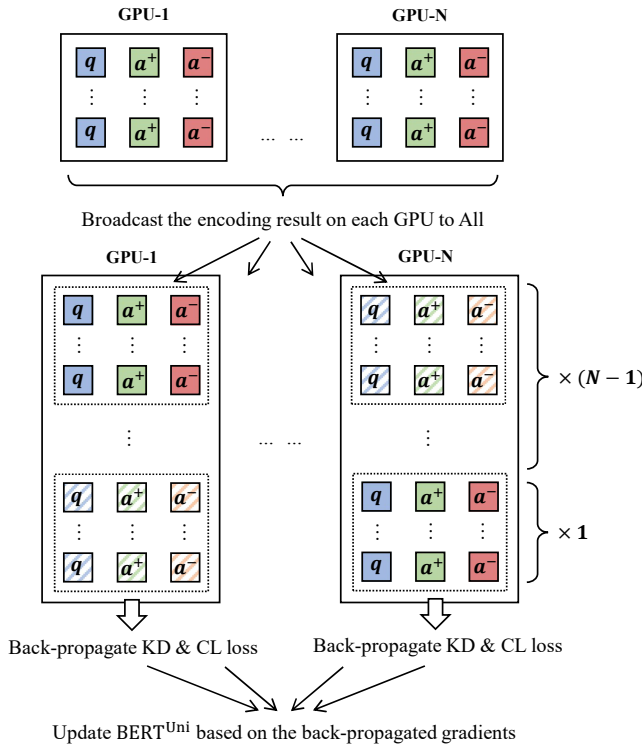 GPU-1 GPU-N
q a⁺ a⁻ q a⁺ a⁻
⋮ ⋮ ⋮ ⋮ ⋮ ⋮
q a⁺ a⁻ ... ... q a⁺ a⁻
Broadcast the encoding result on each GPU to All
GPU-1 GPU-N
q a⁺ a⁻ q a⁺ a⁻
⋮ ⋮ ⋮ ⋮ ⋮ ⋮
q a⁺ a⁻ q a⁺ a⁻ × (N − 1)
⋮ ... ... ⋮
q a⁺ a⁻ q a⁺ a⁻
⋮ ⋮ ⋮ ⋮ ⋮ ⋮ × 1
q a⁺ a⁻ q a⁺ a⁻
Back-propagate KD & CL loss Back-propagate KD & CL loss
Update BERTᵁⁿⁱ based on the back-propagated gradients